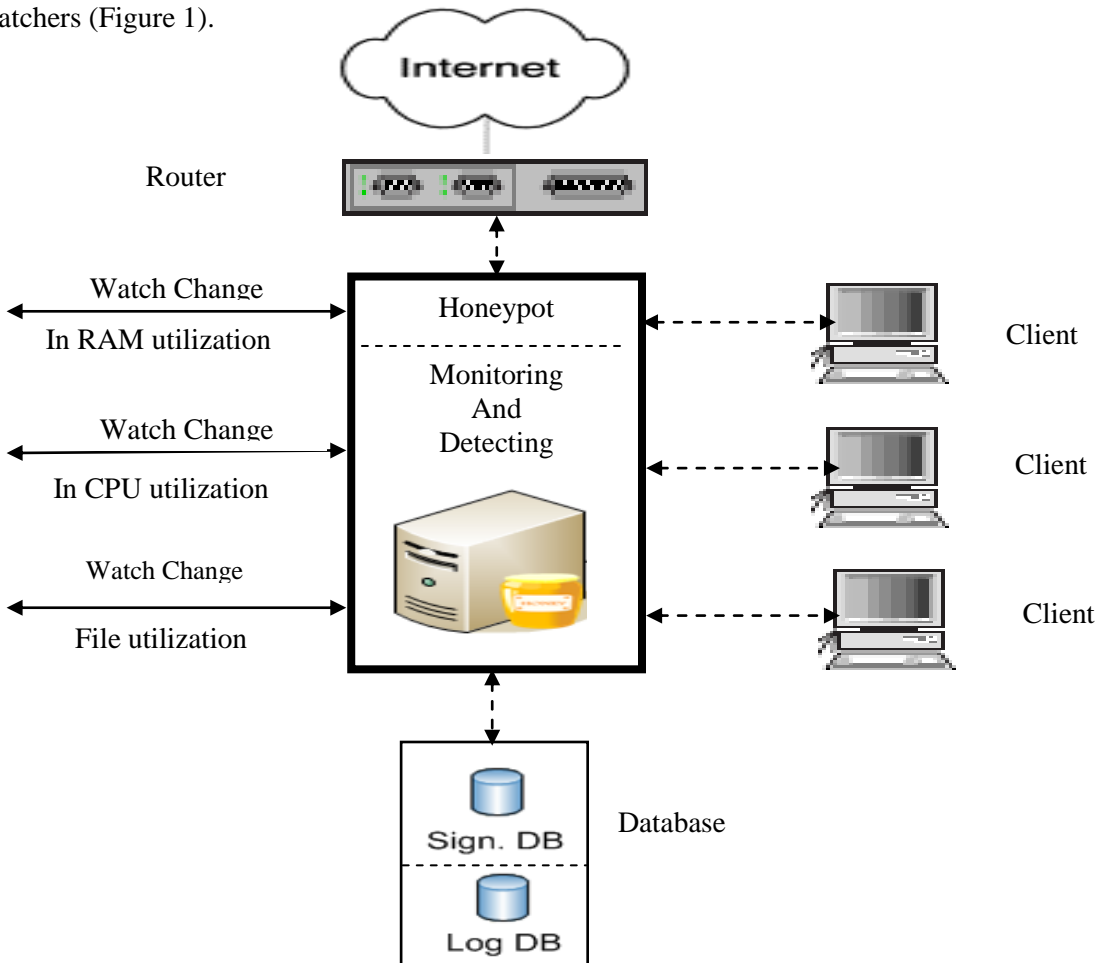 atchers (Figure 1).
Internet
Router
Watch Change
In RAM utilization
Honeypot
Client
Monitoring
And
Detecting
Watch Change
In CPU utilization
Client
Watch Change
File utilization
Client
Sign. DB
Database
Log DB